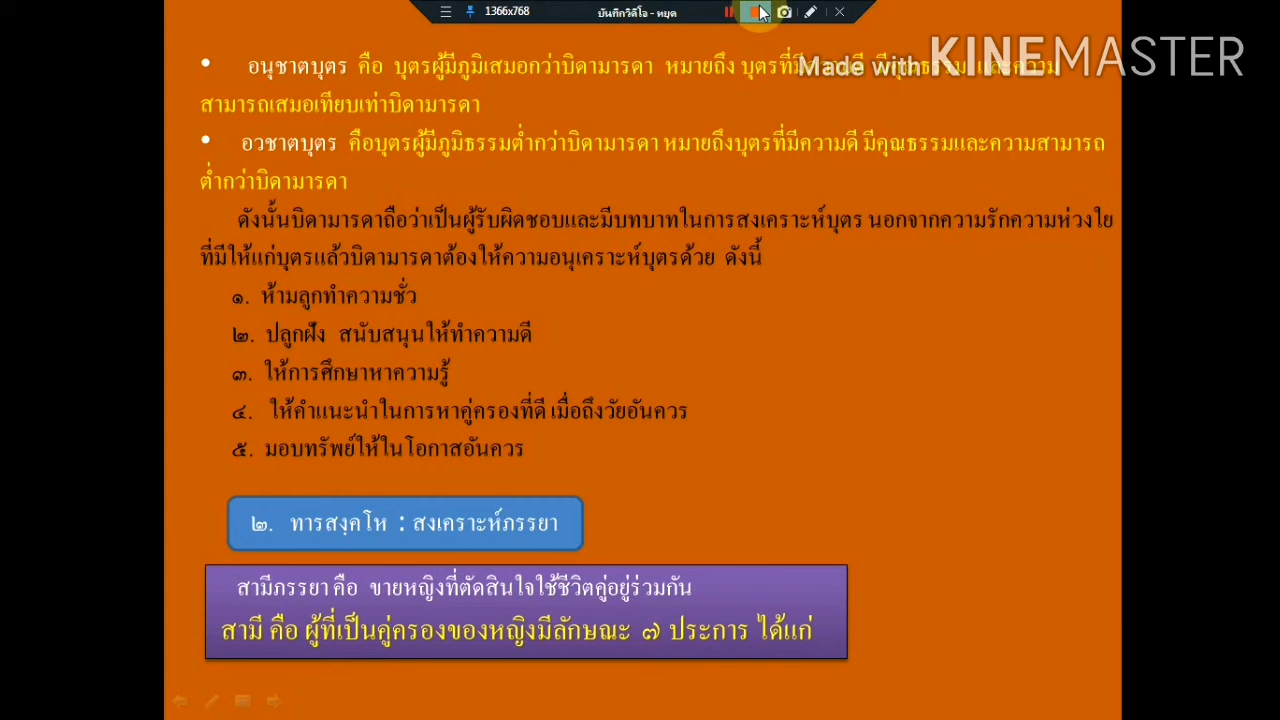 1366x768 บันทึกวิดีโอ - หยุด
Made with KINEMASTER
• อนุชาตบุตร คือ บุตรผู้มีภูมิเสมอกว่าบิดามารดา หมายถึง บุตรที่มีความดี มีคุณธรรม และความ
สามารถเสมอเทียบเท่าบิดามารดา
• อวชาตบุตร คือบุตรผู้มีภูมิธรรมต่ำกว่าบิดามารดา หมายถึงบุตรที่มีความดี มีคุณธรรมและความสามารถ
ต่ำกว่าบิดามารดา
ดังนั้นบิดามารดาถือว่าเป็นผู้รับผิดชอบและมีบทบาทในการสงเคราะห์บุตร นอกจากความรักความห่วงใย
ที่มีให้แก่บุตรแล้วบิดามารดาต้องให้ความอนุเคราะห์บุตรด้วย ดังนี้
๑. ห้ามลูกทำความชั่ว
๒. ปลูกฝัง สนับสนุนให้ทำความดี
๓. ให้การศึกษาหาความรู้
๔. ให้คำแนะนำในการหาคู่ครองที่ดี เมื่อถึงวัยอันควร
๕. มอบทรัพย์ให้ในโอกาสอันควร
๒. ทารสงฺคโห : สงเคราะห์ภรรยา
สามีภรรยา คือ ขายหญิงที่ตัดสินใจใช้ชีวิตคู่อยู่ร่วมกัน
สามี คือ ผู้ที่เป็นคู่ครองของหญิงมีลักษณะ ๗ ประการ ได้แก่